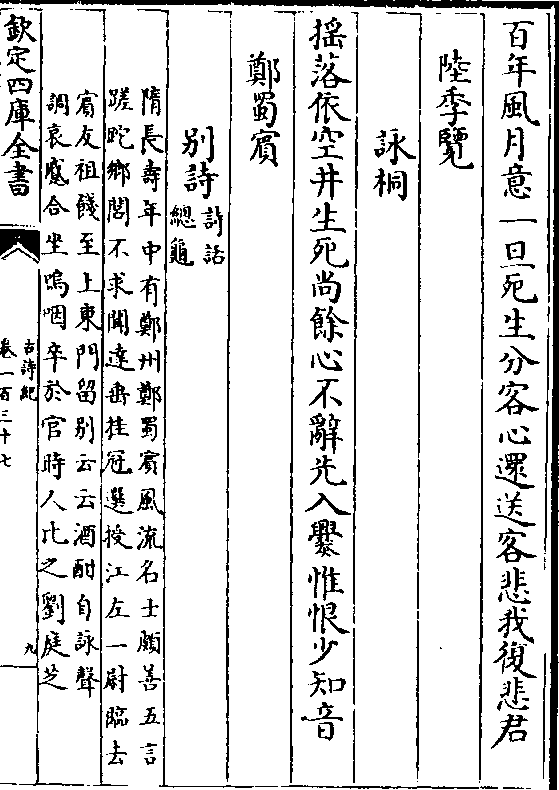 百年風月意一旦死生分客心還送客悲我復悲君
陸季覽
詠桐
揺落依空井生死尚餘心不辭先入爨惟恨少知音
鄭蜀賔
别詩
詩話
總龜
隋長壽年中有鄭州鄭蜀賔風流名士頗善五言
蹉跎鄉閭不求聞達垂挂冠選授江左一尉臨去
賔友祖餞至上東門留别云云酒酣自詠聲
調哀感合坐嗚咽卒於官時人比之劉庭芝
欽定四庫全書
古詩紀
卷一百三十七
九